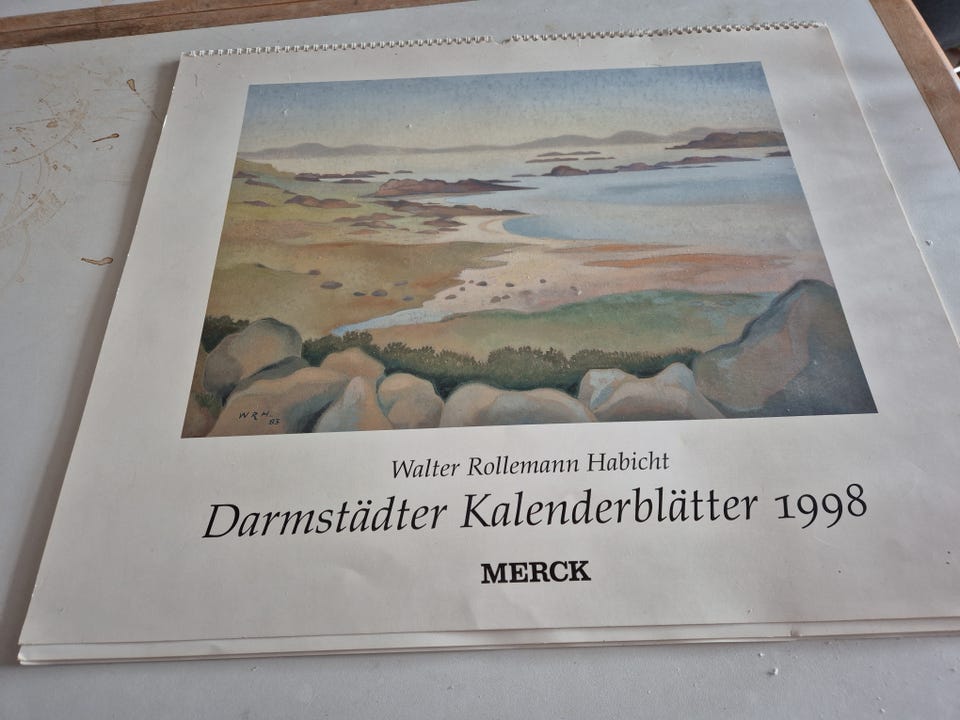 W R H.
83
Walter Rollemann Habicht
Darmstädter Kalenderblätter 1998
MERCK